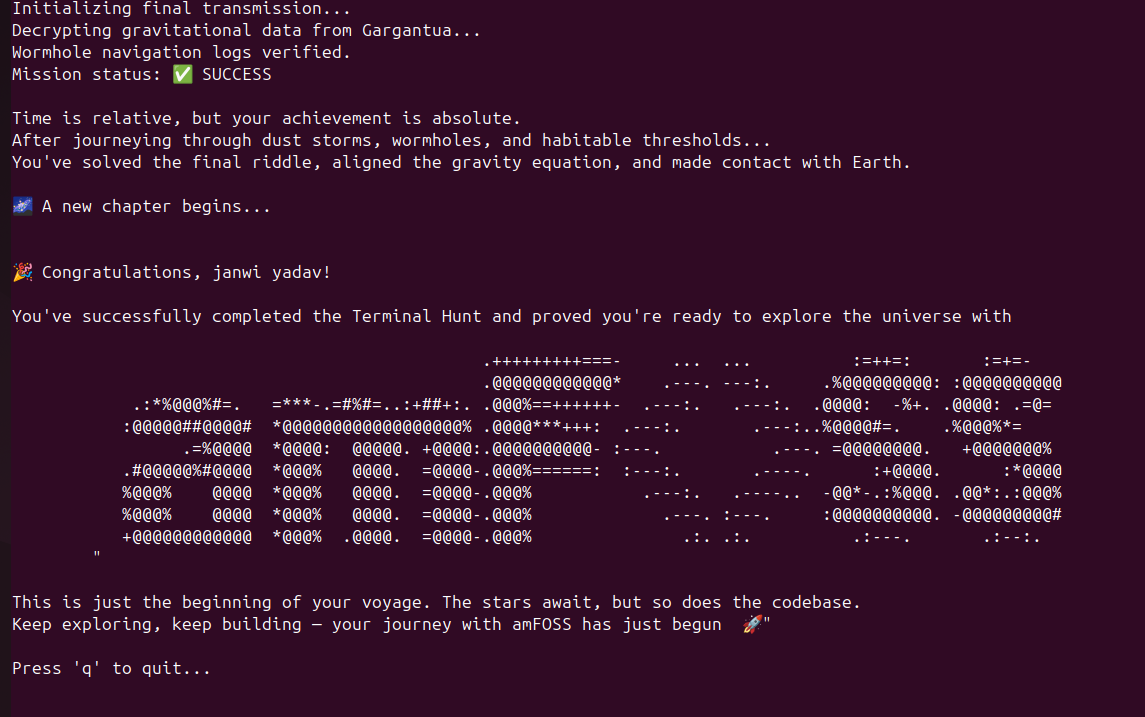 Initializing final transmission...
Decrypting gravitational data from Gargantua...
Wormhole navigation logs verified.
Mission status: ✅ SUCCESS
Time is relative, but your achievement is absolute.
After journeying through dust storms, wormholes, and habitable thresholds...
You've solved the final riddle, aligned the gravity equation, and made contact with Earth.
🌌 A new chapter begins...
🎉 Congratulations, janwi yadav!
You've successfully completed the Terminal Hunt and proved you're ready to explore the universe with
amFOSS
"
This is just the beginning of your voyage. The stars await, but so does the codebase.
Keep exploring, keep building — your journey with amFOSS has just begun 🚀"
Press 'q' to quit...